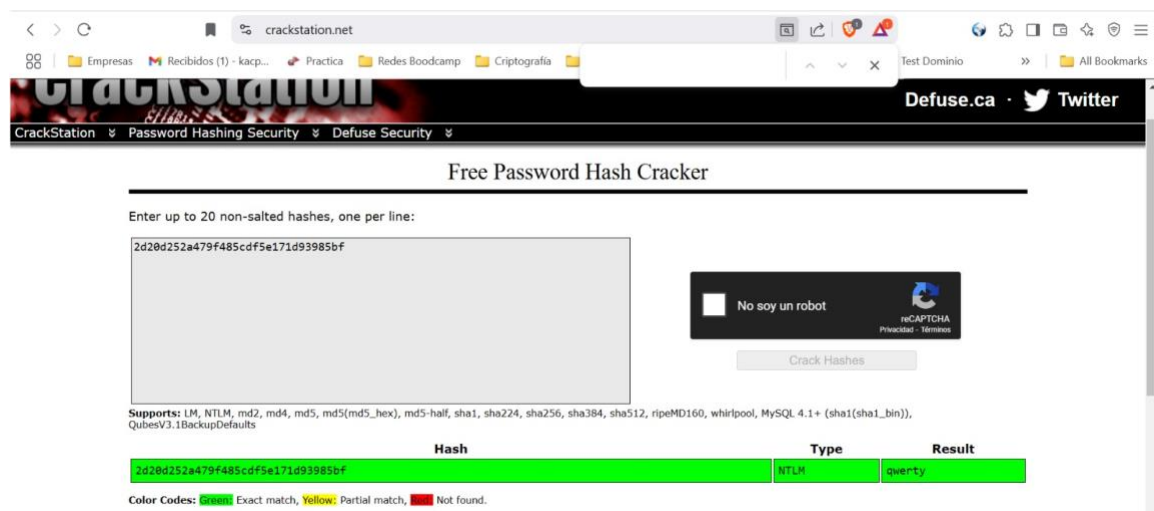 crackstation.net
Empresas Recibidos (1) - kacp... Practica Redes Boodcamp Criptografía Test Dominio » All Bookmarks
CrackStation
Defuse.ca · Twitter
CrackStation Password Hashing Security Defuse Security
Free Password Hash Cracker
Enter up to 20 non-salted hashes, one per line:
2d20d252a479f485cdf5e171d93985bf
No soy un robot
reCAPTCHA
Privacidad - Términos
Crack Hashes
Supports: LM, NTLM, md2, md4, md5, md5(md5_hex), md5-half, sha1, sha224, sha256, sha384, sha512, ripeMD160, whirlpool, MySQL 4.1+ (sha1(sha1_bin)),
QubesV3.1BackupDefaults
Hash Type Result
2d20d252a479f485cdf5e171d93985bf NTLM qwerty
Color Codes: Green: Exact match, Yellow: Partial match, Red: Not found.